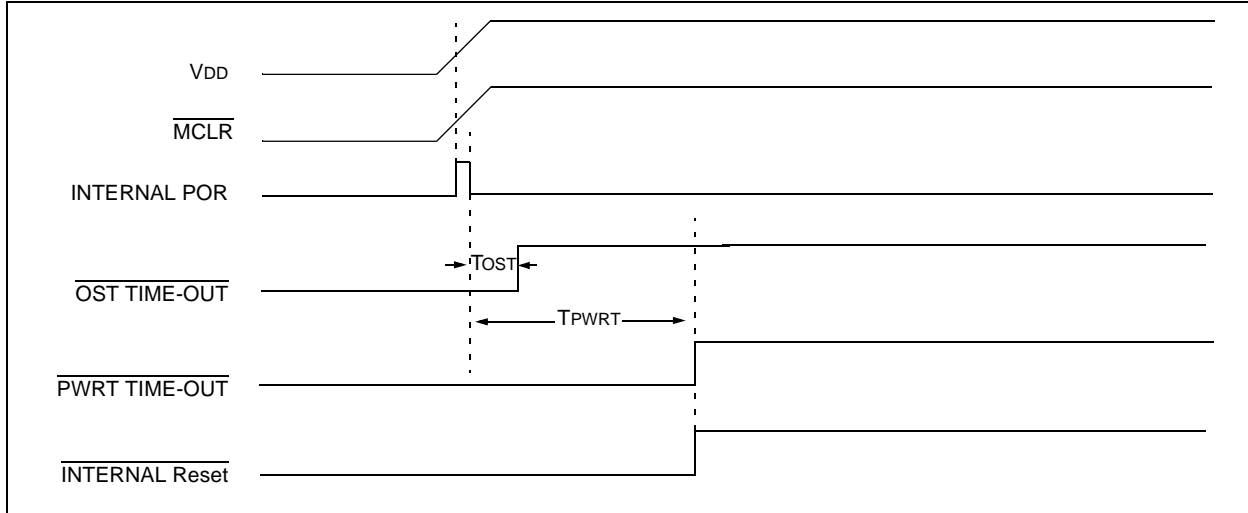 VDD
MCLR
INTERNAL POR
TOST
OST TIME-OUT
TPWRT
PWRT TIME-OUT
INTERNAL Reset